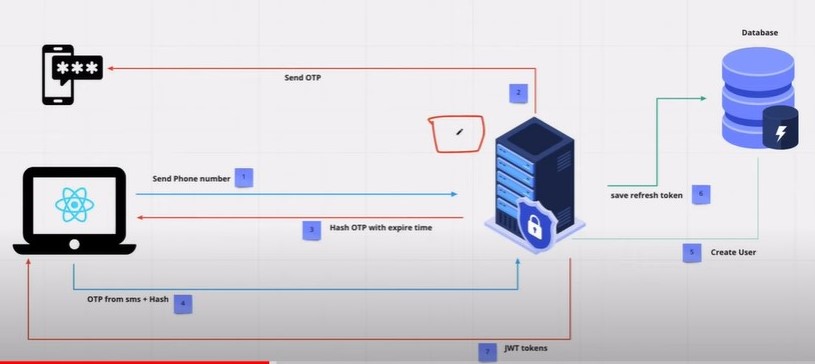 Database
***
Send OTP
2
Send Phone number 1
save refresh token 6
3 Hash OTP with expire time
5 Create User
OTP from sms + Hash 4
7 JWT tokens